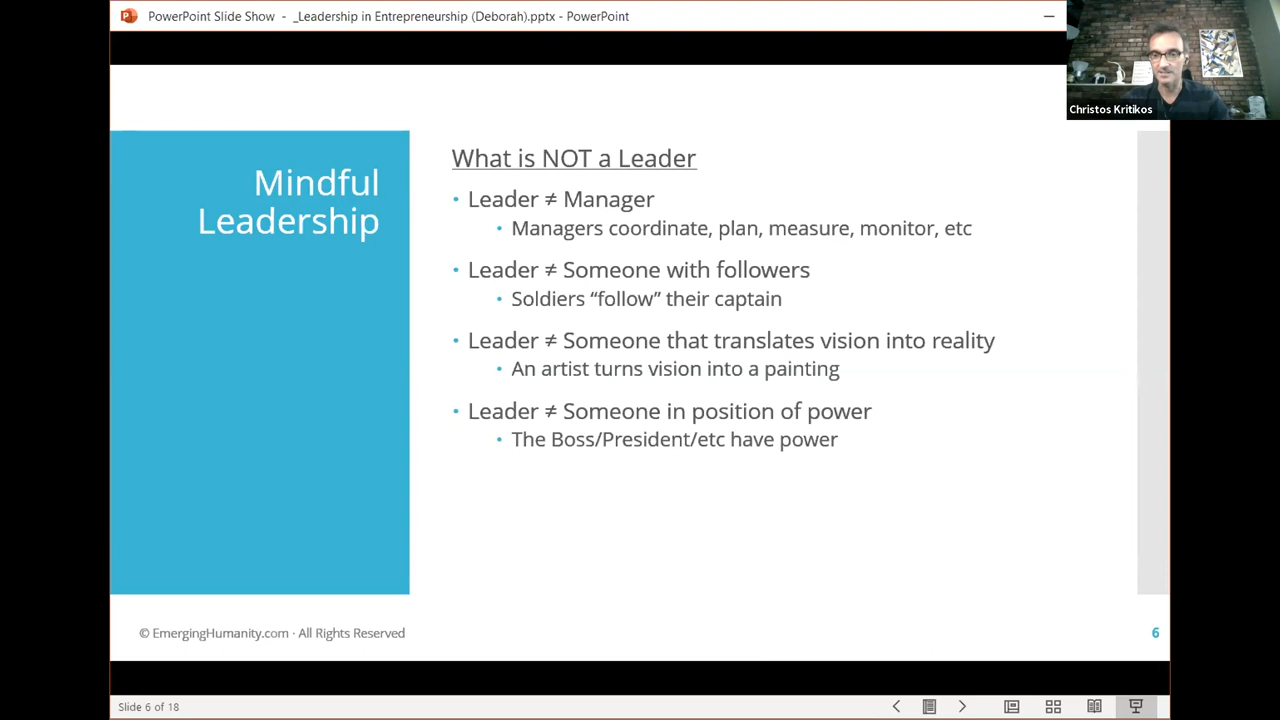 PowerPoint Slide Show - _Leadership in Entrepreneurship (Deborah).pptx - PowerPoint
Christos Kritikos
Mindful
Leadership
What is NOT a Leader
• Leader ≠ Manager
• Managers coordinate, plan, measure, monitor, etc
• Leader ≠ Someone with followers
• Soldiers “follow” their captain
• Leader ≠ Someone that translates vision into reality
• An artist turns vision into a painting
• Leader ≠ Someone in position of power
• The Boss/President/etc have power
© EmergingHumanity.com · All Rights Reserved
6
Slide 6 of 18